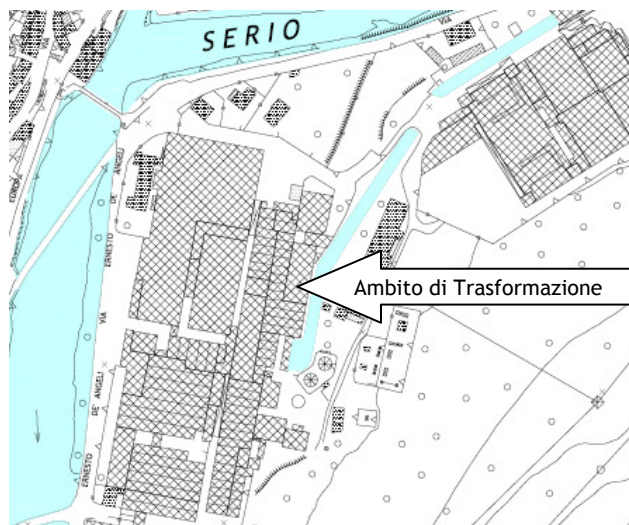 SERIO
VIA
Ambito di Trasformazione
ERNESTO DE' ANGELI
VIA
ERNESTO DE' ANGELI